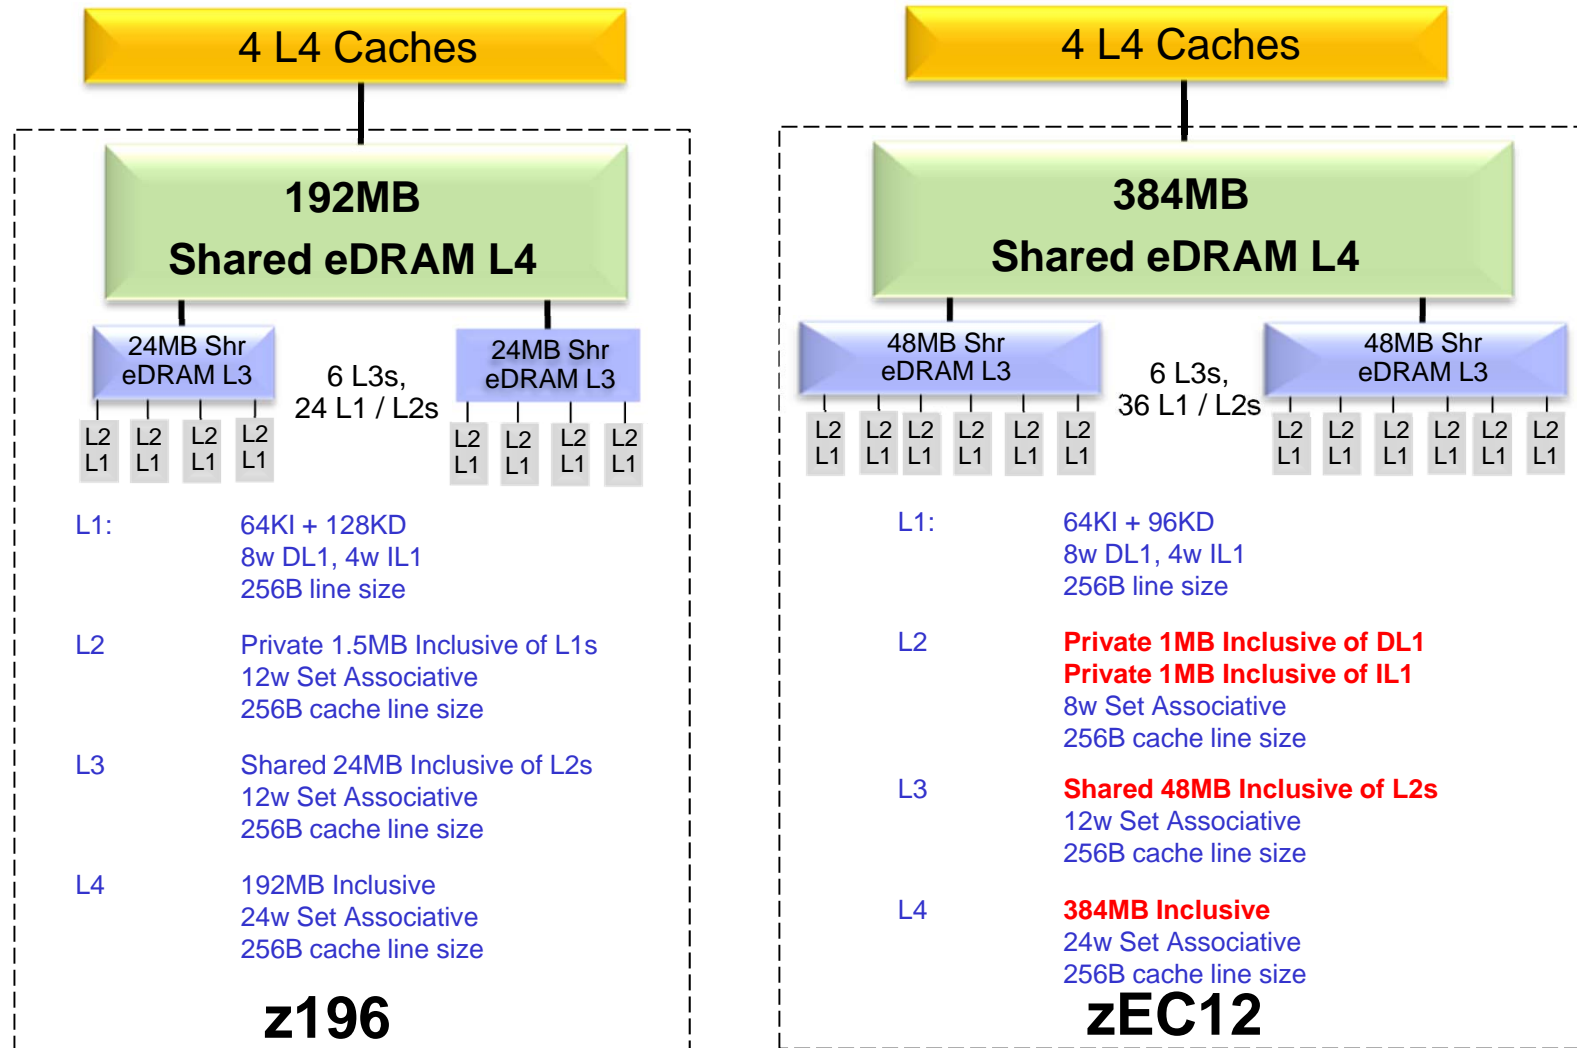 4 L4 Caches
192MB
Shared eDRAM L4
24MB Shr
eDRAM L3
6 L3s,
24 L1 / L2s
24MB Shr
eDRAM L3
L2 L2 L2 L2
L1 L1 L1 L1
L2 L2 L2 L2
L1 L1 L1 L1
L1: 64KI + 128KD
8w DL1, 4w IL1
256B line size
L2 Private 1.5MB Inclusive of L1s
12w Set Associative
256B cache line size
L3 Shared 24MB Inclusive of L2s
12w Set Associative
256B cache line size
L4 192MB Inclusive
24w Set Associative
256B cache line size
z196
4 L4 Caches
384MB
Shared eDRAM L4
48MB Shr
eDRAM L3
6 L3s,
36 L1 / L2s
48MB Shr
eDRAM L3
L2 L2 L2 L2 L2 L2
L1 L1 L1 L1 L1 L1
L2 L2 L2 L2 L2 L2
L1 L1 L1 L1 L1 L1
L1: 64KI + 96KD
8w DL1, 4w IL1
256B line size
L2 Private 1MB Inclusive of DL1
Private 1MB Inclusive of IL1
8w Set Associative
256B cache line size
L3 Shared 48MB Inclusive of L2s
12w Set Associative
256B cache line size
L4 384MB Inclusive
24w Set Associative
256B cache line size
zEC12